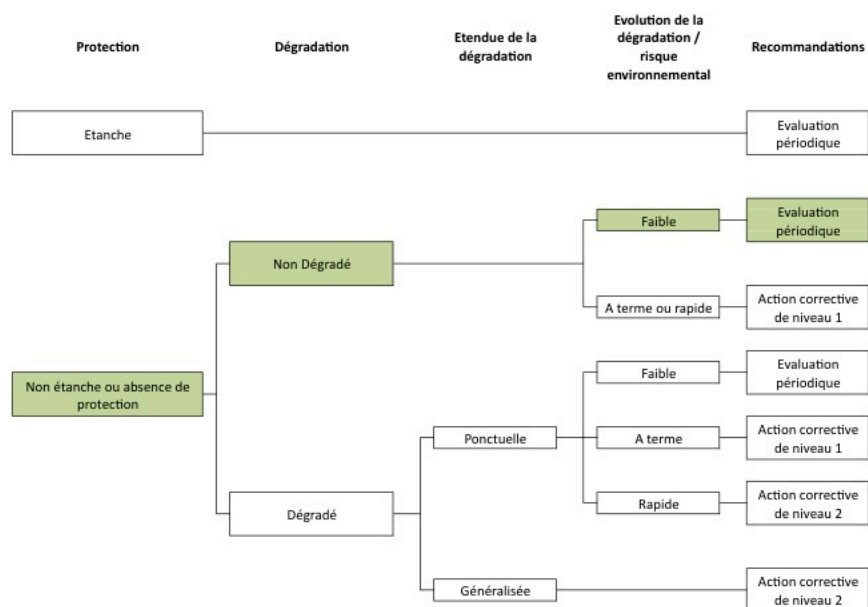 Protection
Dégradation
Etendue de la
dégradation
Evolution de la
dégradation /
risque
environnemental
Recommandations
Etanche
Evaluation
périodique
Non étanche ou absence de
protection
Non Dégradé
Faible
Evaluation
périodique
A terme ou rapide
Action corrective
de niveau 1
Dégradé
Ponctuelle
Faible
Evaluation
périodique
A terme
Action corrective
de niveau 1
Rapide
Action corrective
de niveau 2
Généralisée
Action corrective
de niveau 2